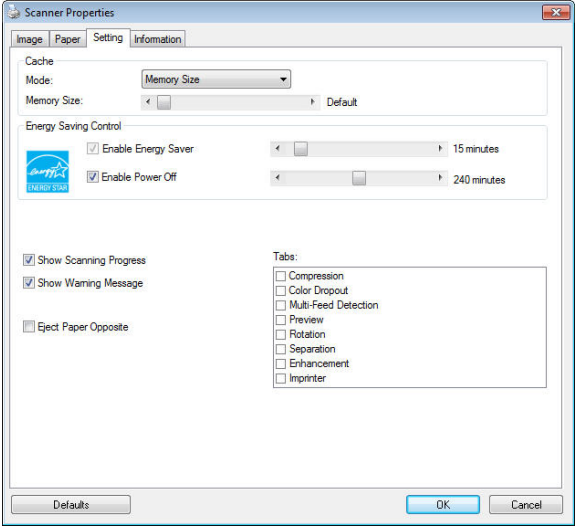 Scanner Properties
Image Paper Setting Information
Cache
Mode: Memory Size
Memory Size: Default
Energy Saving Control
Enable Energy Saver 15 minutes
energy
ENERGY STAR
Enable Power Off 240 minutes
Show Scanning Progress
Show Warning Message
Eject Paper Opposite
Tabs:
Compression
Color Dropout
Multi-Feed Detection
Preview
Rotation
Separation
Enhancement
Imprinter
Defaults OK Cancel